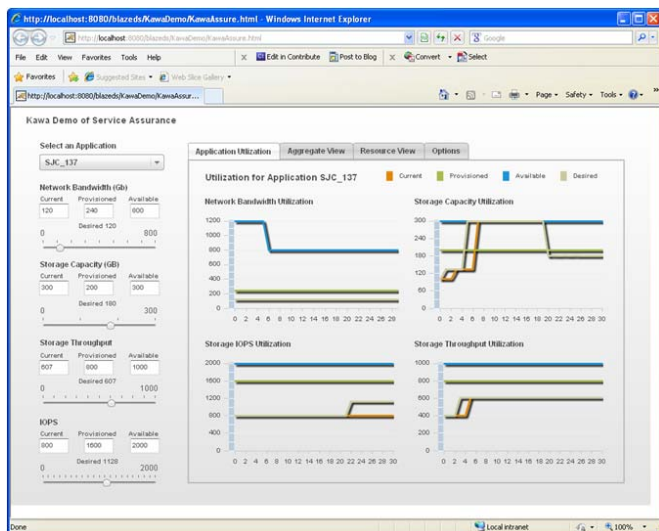 http://localhost:8080/blazeds/KawaDemo/KawaAssure.html - Windows Internet Explorer
http://localhost:8080/blazeds/KawaDemo/KawaAssure.html
Google
File Edit View Favorites Tools Help
x Edit in Contribute Post to Blog x Convert Select
Favorites Suggested Sites Web Slice Gallery
http://localhost:8080/blazeds/KawaDemo/KawaAssur...
Page Safety Tools
Kawa Demo of Service Assurance
Select an Application
SJC_137
Network Bandwidth (Gb)
Current Provisioned Available
120 240 800
Desired 120
0 800
Storage Capacity (GB)
Current Provisioned Available
300 200 300
Desired 180
0 300
Storage Throughput
Current Provisioned Available
607 800 1000
Desired 607
0 1000
IOPS
Current Provisioned Available
800 1600 2000
Desired 1128
0 2000
Application Utilization Aggregate View Resource View Options
Utilization for Application SJC_137
Current Provisioned Available Desired
Network Bandwidth Utilization
1200
1000
800
600
400
200
0
0 2 4 6 8 10 12 14 16 18 20 22 24 26 28
Storage Capacity Utilization
300
240
180
120
60
0
0 2 4 6 8 10 12 14 16 18 20 22 24 26 28 30
Storage IOPS Utilization
2000
1600
1200
800
400
0
0 2 4 6 8 10 12 14 16 18 20 22 24 26 28 30
Storage Throughput Utilization
1000
800
600
400
200
0
0 2 4 6 8 10 12 14 16 18 20 22 24 26 28 30
Done
Local intranet
100%